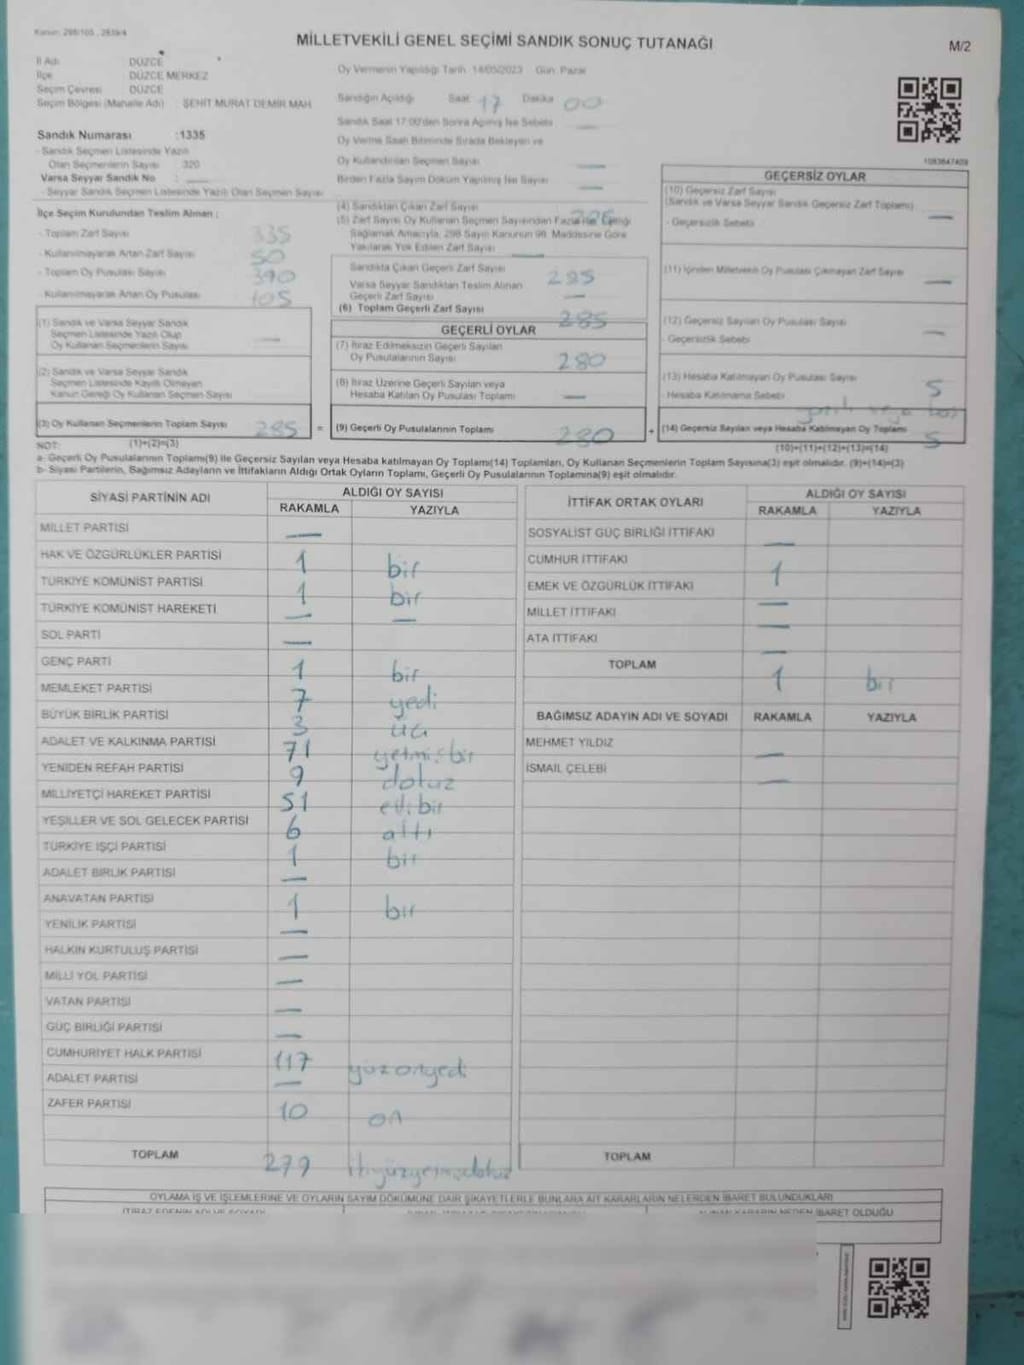 Kanun: 298/105, 2839/4
MİLLETVEKİLİ GENEL SEÇİMİ SANDIK SONUÇ TUTANAĞI
M/2
İl Adı DÜZCE
İlçe DÜZCE MERKEZ
Seçim Çevresi DÜZCE
Seçim Bölgesi (Mahalle Adı) : ŞEHİT MURAT DEMİR MAH
Sandık Numarası :1335
- Sandık Seçmen Listesinde Yazılı
Olan Seçmenlerin Sayısı 320
Varsa Seyyar Sandık No :
- Seyyar Sandık Seçmen Listesinde Yazılı Olan Seçmen Sayısı :
Oy Vermenin Yapıldığı Tarih 14/05/2023 Gün: Pazar
Sandığın Açıldığı Saat 17 Dakika 00
Sandık Saat 17:00'den Sonra Açılmış İse Sebebi
Oy Verme Saati Bitiminde Sırada Bekleyen ve
Oy Kullandırılan Seçmen Sayısı
Birden Fazla Sayım Döküm Yapılmış İse Sayısı
1083647409
İlçe Seçim Kurulundan Teslim Alınan :
- Toplam Zarf Sayısı 335
- Kullanılmayarak Artan Zarf Sayısı 50
- Toplam Oy Pusulası Sayısı 390
- Kullanılmayarak Artan Oy Pusulası 105
(1) Sandık ve Varsa Seyyar Sandık
Seçmen Listesinde Yazılı Olup
Oy Kullanan Seçmenlerin Sayısı —
(2) Sandık ve Varsa Seyyar Sandık
Seçmen Listesinde Kayıtlı Olmayan
Kanun Gereği Oy Kullanan Seçmen Sayısı
(3) Oy Kullanan Seçmenlerin Toplam Sayısı 285
(1)+(2)=(3)
(4) Sandıktan Çıkan Zarf Sayısı
(5) Zarf Sayısı Oy Kullanan Seçmen Sayısından Fazla İse Eşitliği
Sağlamak Amacıyla, 298 Sayılı Kanunun 98. Maddesine Göre
Yakılarak Yok Edilen Zarf Sayısı
Sandıkta Çıkan Geçerli Zarf Sayısı 285
Varsa Seyyar Sandıktan Teslim Alınan
Geçerli Zarf Sayısı —
(6) Toplam Geçerli Zarf Sayısı 285
GEÇERLİ OYLAR
(7) İtiraz Edilmeksizin Geçerli Sayılan
Oy Pusulalarının Sayısı 280
(8) İtiraz Üzerine Geçerli Sayılan veya
Hesaba Katılan Oy Pusulası Toplamı —
= (9) Geçerli Oy Pusulalarının Toplamı 280 +
GEÇERSİZ OYLAR
(10) Geçersiz Zarf Sayısı
(Sandık ve Varsa Seyyar Sandık Geçersiz Zarf Toplamı) —
- Geçersizlik Sebebi
(11) İçinden Milletvekili Oy Pusulası Çıkmayan Zarf Sayısı —
(12) Geçersiz Sayılan Oy Pusulası Sayısı —
- Geçersizlik Sebebi
(13) Hesaba Katılmayan Oy Pusulası Sayısı 5
- Hesaba Katılmama Sebebi
(14) Geçersiz Sayılan veya Hesaba Katılmayan Oy Toplamı 5
(10)+(11)+(12)+(13)=(14)
NOT:
a- Geçerli Oy Pusulalarının Toplamı(9) ile Geçersiz Sayılan veya Hesaba katılmayan Oy Toplamı(14) Toplamları, Oy Kullanan Seçmenlerin Toplam Sayısına(3) eşit olmalıdır. (9)+(14)=(3)
b- Siyasi Partilerin, Bağımsız Adayların ve İttifakların Aldığı Ortak Oyların Toplamı, Geçerli Oy Pusulalarının Toplamına(9) eşit olmalıdır.
SİYASİ PARTİNİN ADI ALDIĞI OY SAYISI
RAKAMLA YAZIYLA
MİLLET PARTİSİ —
HAK VE ÖZGÜRLÜKLER PARTİSİ 1 bir
TÜRKİYE KOMÜNİST PARTİSİ 1 bir
TÜRKİYE KOMÜNİST HAREKETİ — —
SOL PARTİ —
GENÇ PARTİ 1 bir
MEMLEKET PARTİSİ 7 yedi
BÜYÜK BİRLİK PARTİSİ 3 üç
ADALET VE KALKINMA PARTİSİ 71 yetmişbir
YENİDEN REFAH PARTİSİ 9 dokuz
MİLLİYETÇİ HAREKET PARTİSİ 51 ellibir
YEŞİLLER VE SOL GELECEK PARTİSİ 6 altı
TÜRKİYE İŞÇİ PARTİSİ 1 bir
ADALET BİRLİK PARTİSİ —
ANAVATAN PARTİSİ 1 bir
YENİLİK PARTİSİ —
HALKIN KURTULUŞ PARTİSİ —
MİLLİ YOL PARTİSİ —
VATAN PARTİSİ —
GÜÇ BİRLİĞİ PARTİSİ —
CUMHURİYET HALK PARTİSİ 117 yüzonyedi
ADALET PARTİSİ —
ZAFER PARTİSİ 10 on
TOPLAM 279 ikiyüzyetmişdokuz
İTTİFAK ORTAK OYLARI ALDIĞI OY SAYISI
RAKAMLA YAZIYLA
SOSYALİST GÜÇ BİRLİĞİ İTTİFAKI —
CUMHUR İTTİFAKI 1
EMEK VE ÖZGÜRLÜK İTTİFAKI —
MİLLET İTTİFAKI —
ATA İTTİFAKI —
TOPLAM 1 bir
BAĞIMSIZ ADAYIN ADI VE SOYADI RAKAMLA YAZIYLA
MEHMET YILDIZ —
İSMAİL ÇELEBİ —
TOPLAM
OYLAMA İŞ VE İŞLEMLERİNE VE OYLARIN SAYIM DÖKÜMÜNE DAİR ŞİKAYETLERLE BUNLARA AİT KARARLARIN NELERDEN İBARET BULUNDUKLARI
İTİRAZ EDENİN ADI VE SOYADI
ALINAN KARARIN NEDEN İBARET OLDUĞU